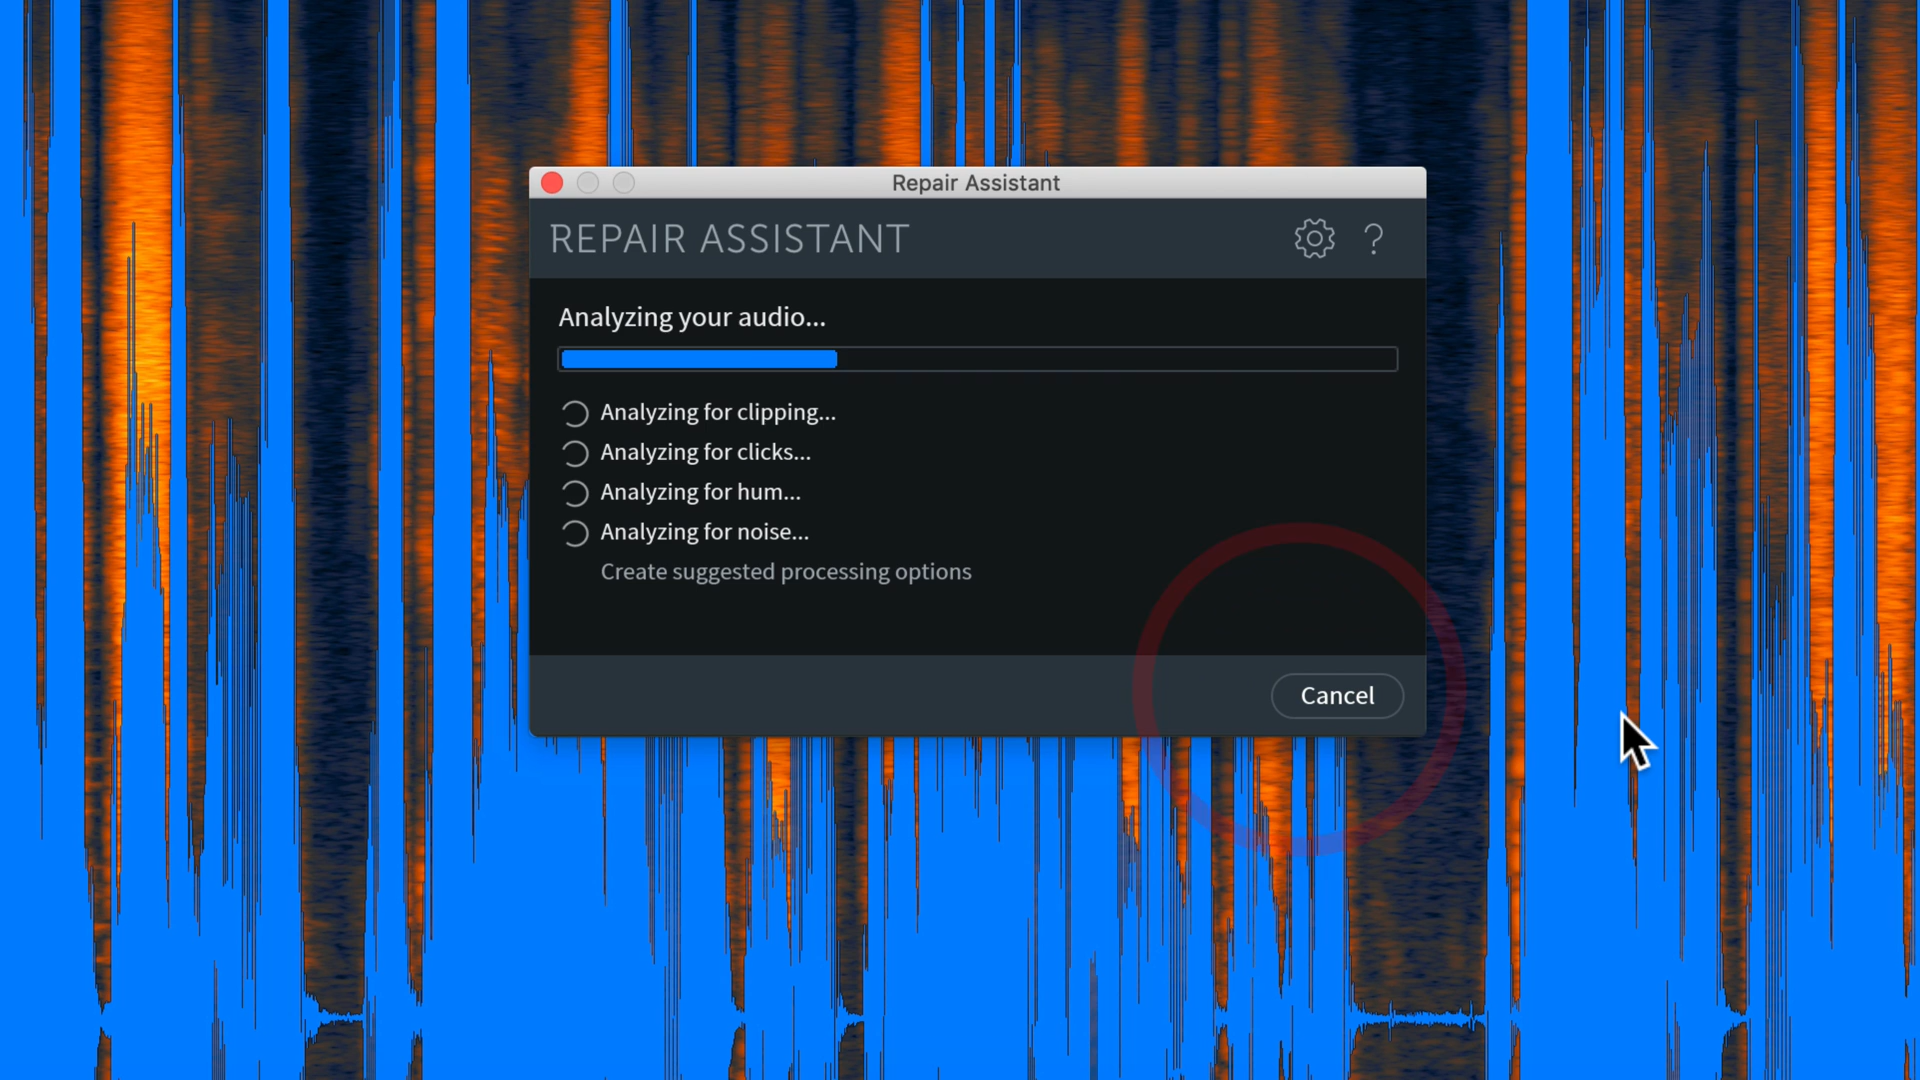 Repair Assistant
REPAIR ASSISTANT
?
Analyzing your audio...
Analyzing for clipping...
Analyzing for clicks...
Analyzing for hum...
Analyzing for noise...
Create suggested processing options
Cancel